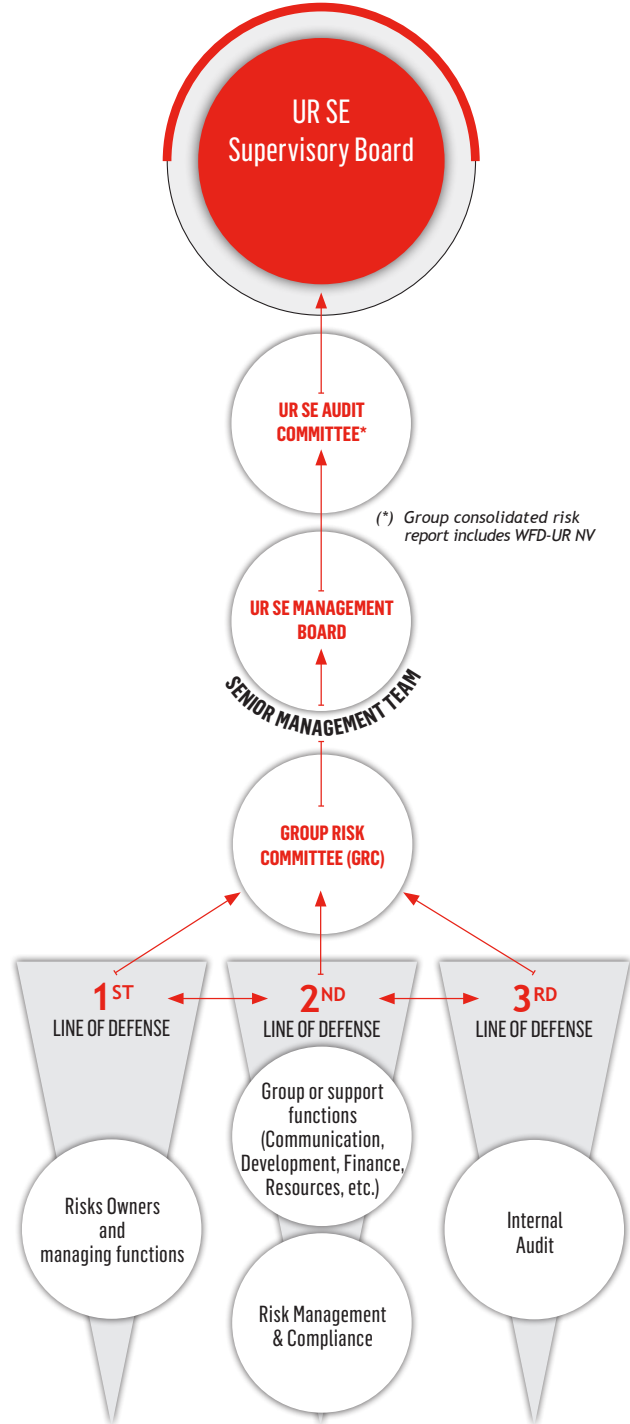 UR SE
Supervisory Board
UR SE AUDIT
COMMITTEE*
(*) Group consolidated risk
report includes WFD-UR NV
UR SE MANAGEMENT
BOARD
SENIOR MANAGEMENT TEAM
GROUP RISK
COMMITTEE (GRC)
1ST
LINE OF DEFENSE
2ND
LINE OF DEFENSE
3RD
LINE OF DEFENSE
Risks Owners
and
managing functions
Group or support
functions
(Communication,
Development, Finance,
Resources, etc.)
Risk Management
& Compliance
Internal
Audit